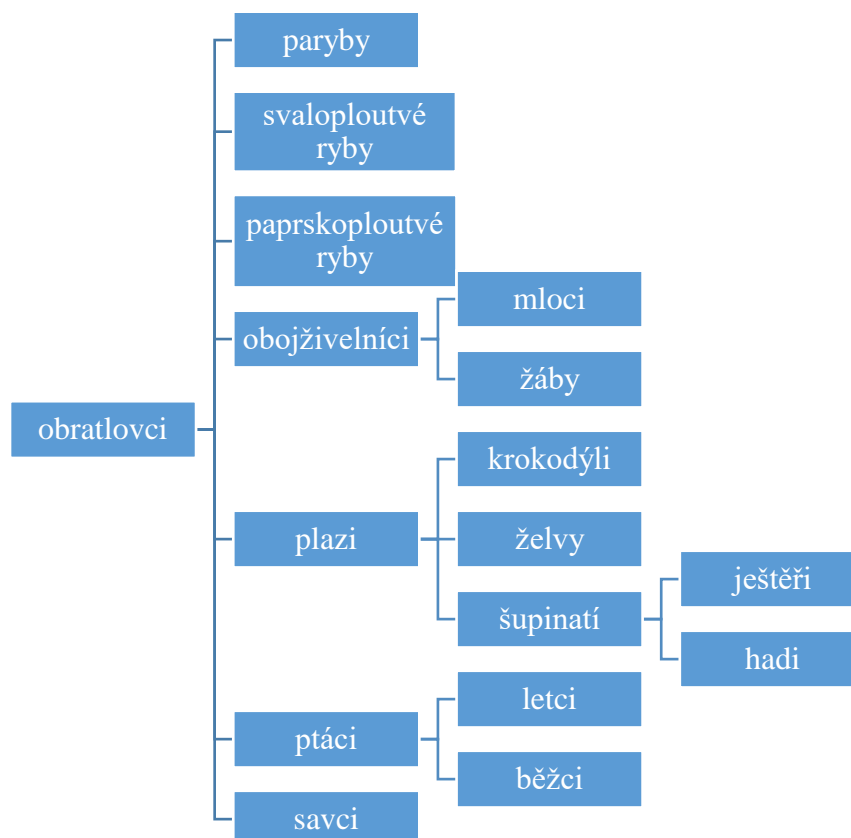 paryby
svaloploutvé
ryby
paprskoploutvé
ryby
mloci
obojživelníci
žáby
obratlovci
krokodýli
plazi
želvy
ještěři
šupinatí
hadi
letci
ptáci
běžci
savci